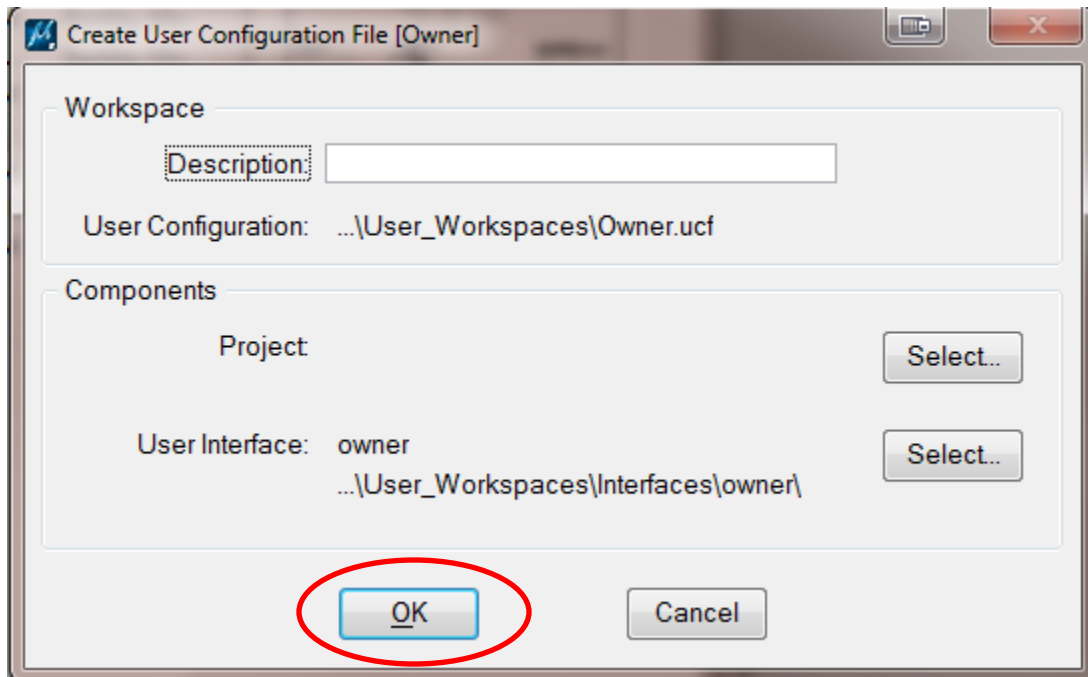 Create User Configuration File [Owner]
Workspace
Description:
User Configuration: ...\User_Workspaces\Owner.ucf
Components
Project:
Select...
User Interface: owner
Select...
...\User_Workspaces\Interfaces\owner\
OK
Cancel